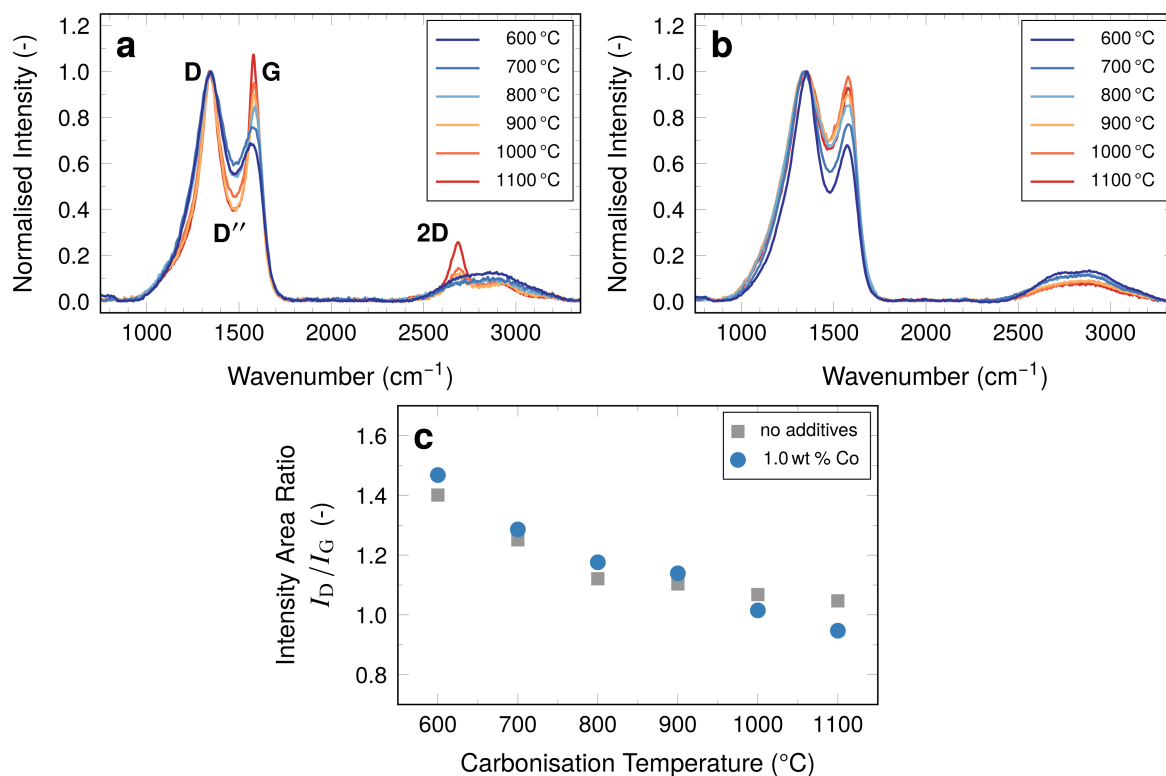 a
D
G
D′′
2D
600 °C
700 °C
800 °C
900 °C
1000 °C
1100 °C
Normalised Intensity (-)
1.2
1.0
0.8
0.6
0.4
0.2
0.0
1000 1500 2000 2500 3000
Wavenumber (cm⁻¹)
b
600 °C
700 °C
800 °C
900 °C
1000 °C
1100 °C
Normalised Intensity (-)
1.2
1.0
0.8
0.6
0.4
0.2
0.0
1000 1500 2000 2500 3000
Wavenumber (cm⁻¹)
c
no additives
1.0 wt % Co
Intensity Area Ratio
I_D / I_G (-)
1.6
1.4
1.2
1.0
0.8
600 700 800 900 1000 1100
Carbonisation Temperature (°C)